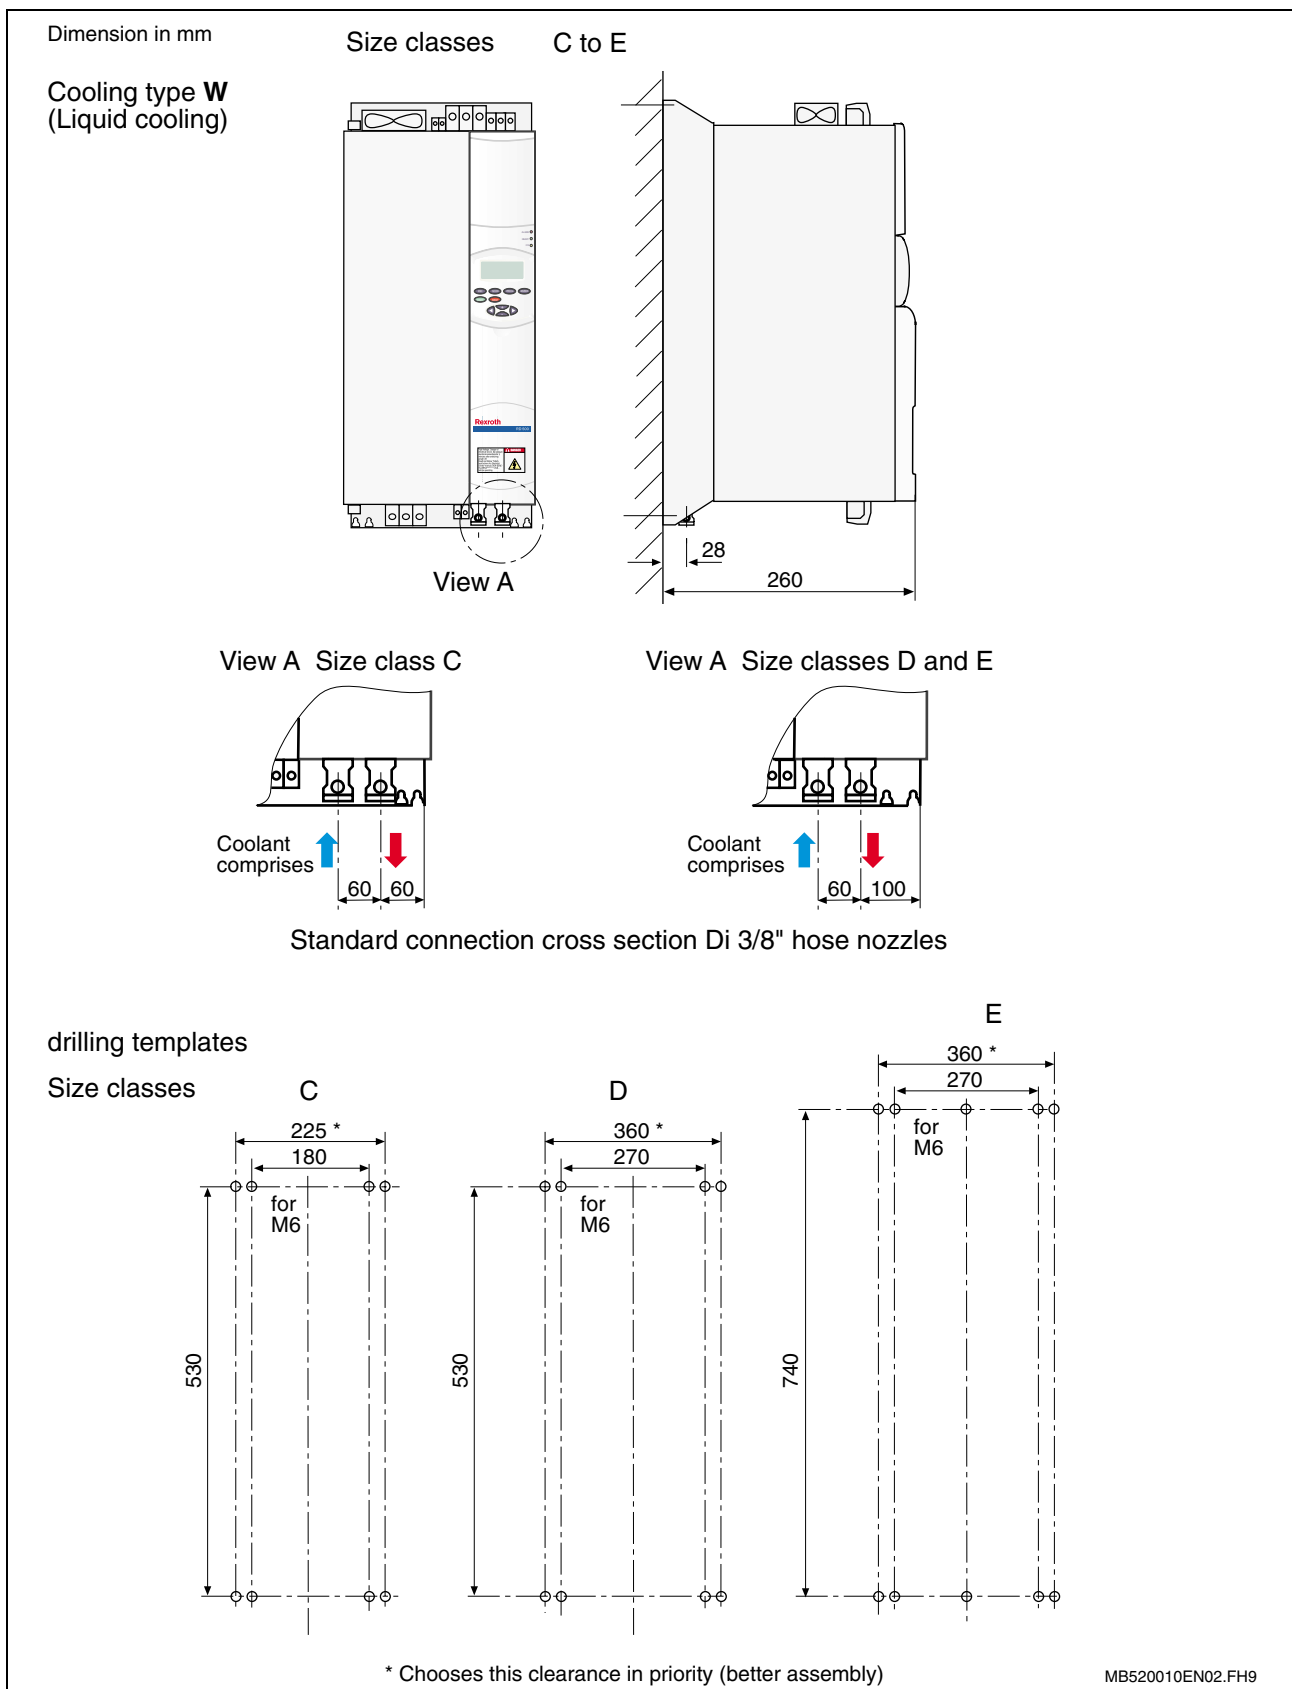 Dimension in mm
Size classes C to E
Cooling type W
(Liquid cooling)
Rexroth
View A
28
260
View A Size class C
View A Size classes D and E
Coolant
comprises
60 60
Coolant
comprises
60 100
Standard connection cross section Di 3/8" hose nozzles
drilling templates
Size classes
C
225 *
180
for
M6
530
D
360 *
270
for
M6
530
E
360 *
270
for
M6
740
* Chooses this clearance in priority (better assembly)
MB520010EN02.FH9